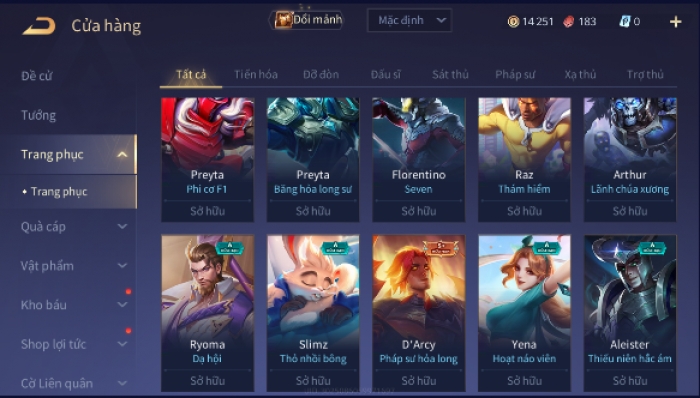 Cửa hàng
Đổi mảnh
Mặc định
14 251
183
0
Đề cử
Tướng
Trang phục
Trang phục
Quà cáp
Vật phẩm
Kho báu
Shop lợi tức
Cờ Liên quân
Tất cả Tiến hóa Đỡ đòn Đấu sĩ Sát thủ Pháp sư Xạ thủ Trợ thủ
Preyta Preyta Florentino Raz Arthur
Phi cơ F1 Băng hỏa long sư Seven Thám hiểm Lãnh chúa xương
Sở hữu Sở hữu Sở hữu Sở hữu Sở hữu
A A A A
Ryoma Slimz D'Arcy Yena Aleister
Dạ hội Thỏ nhồi bông Pháp sư hỏa long Hoạt náo viên Thiếu niên hắc ám
Sở hữu Sở hữu Sở hữu Sở hữu Sở hữu